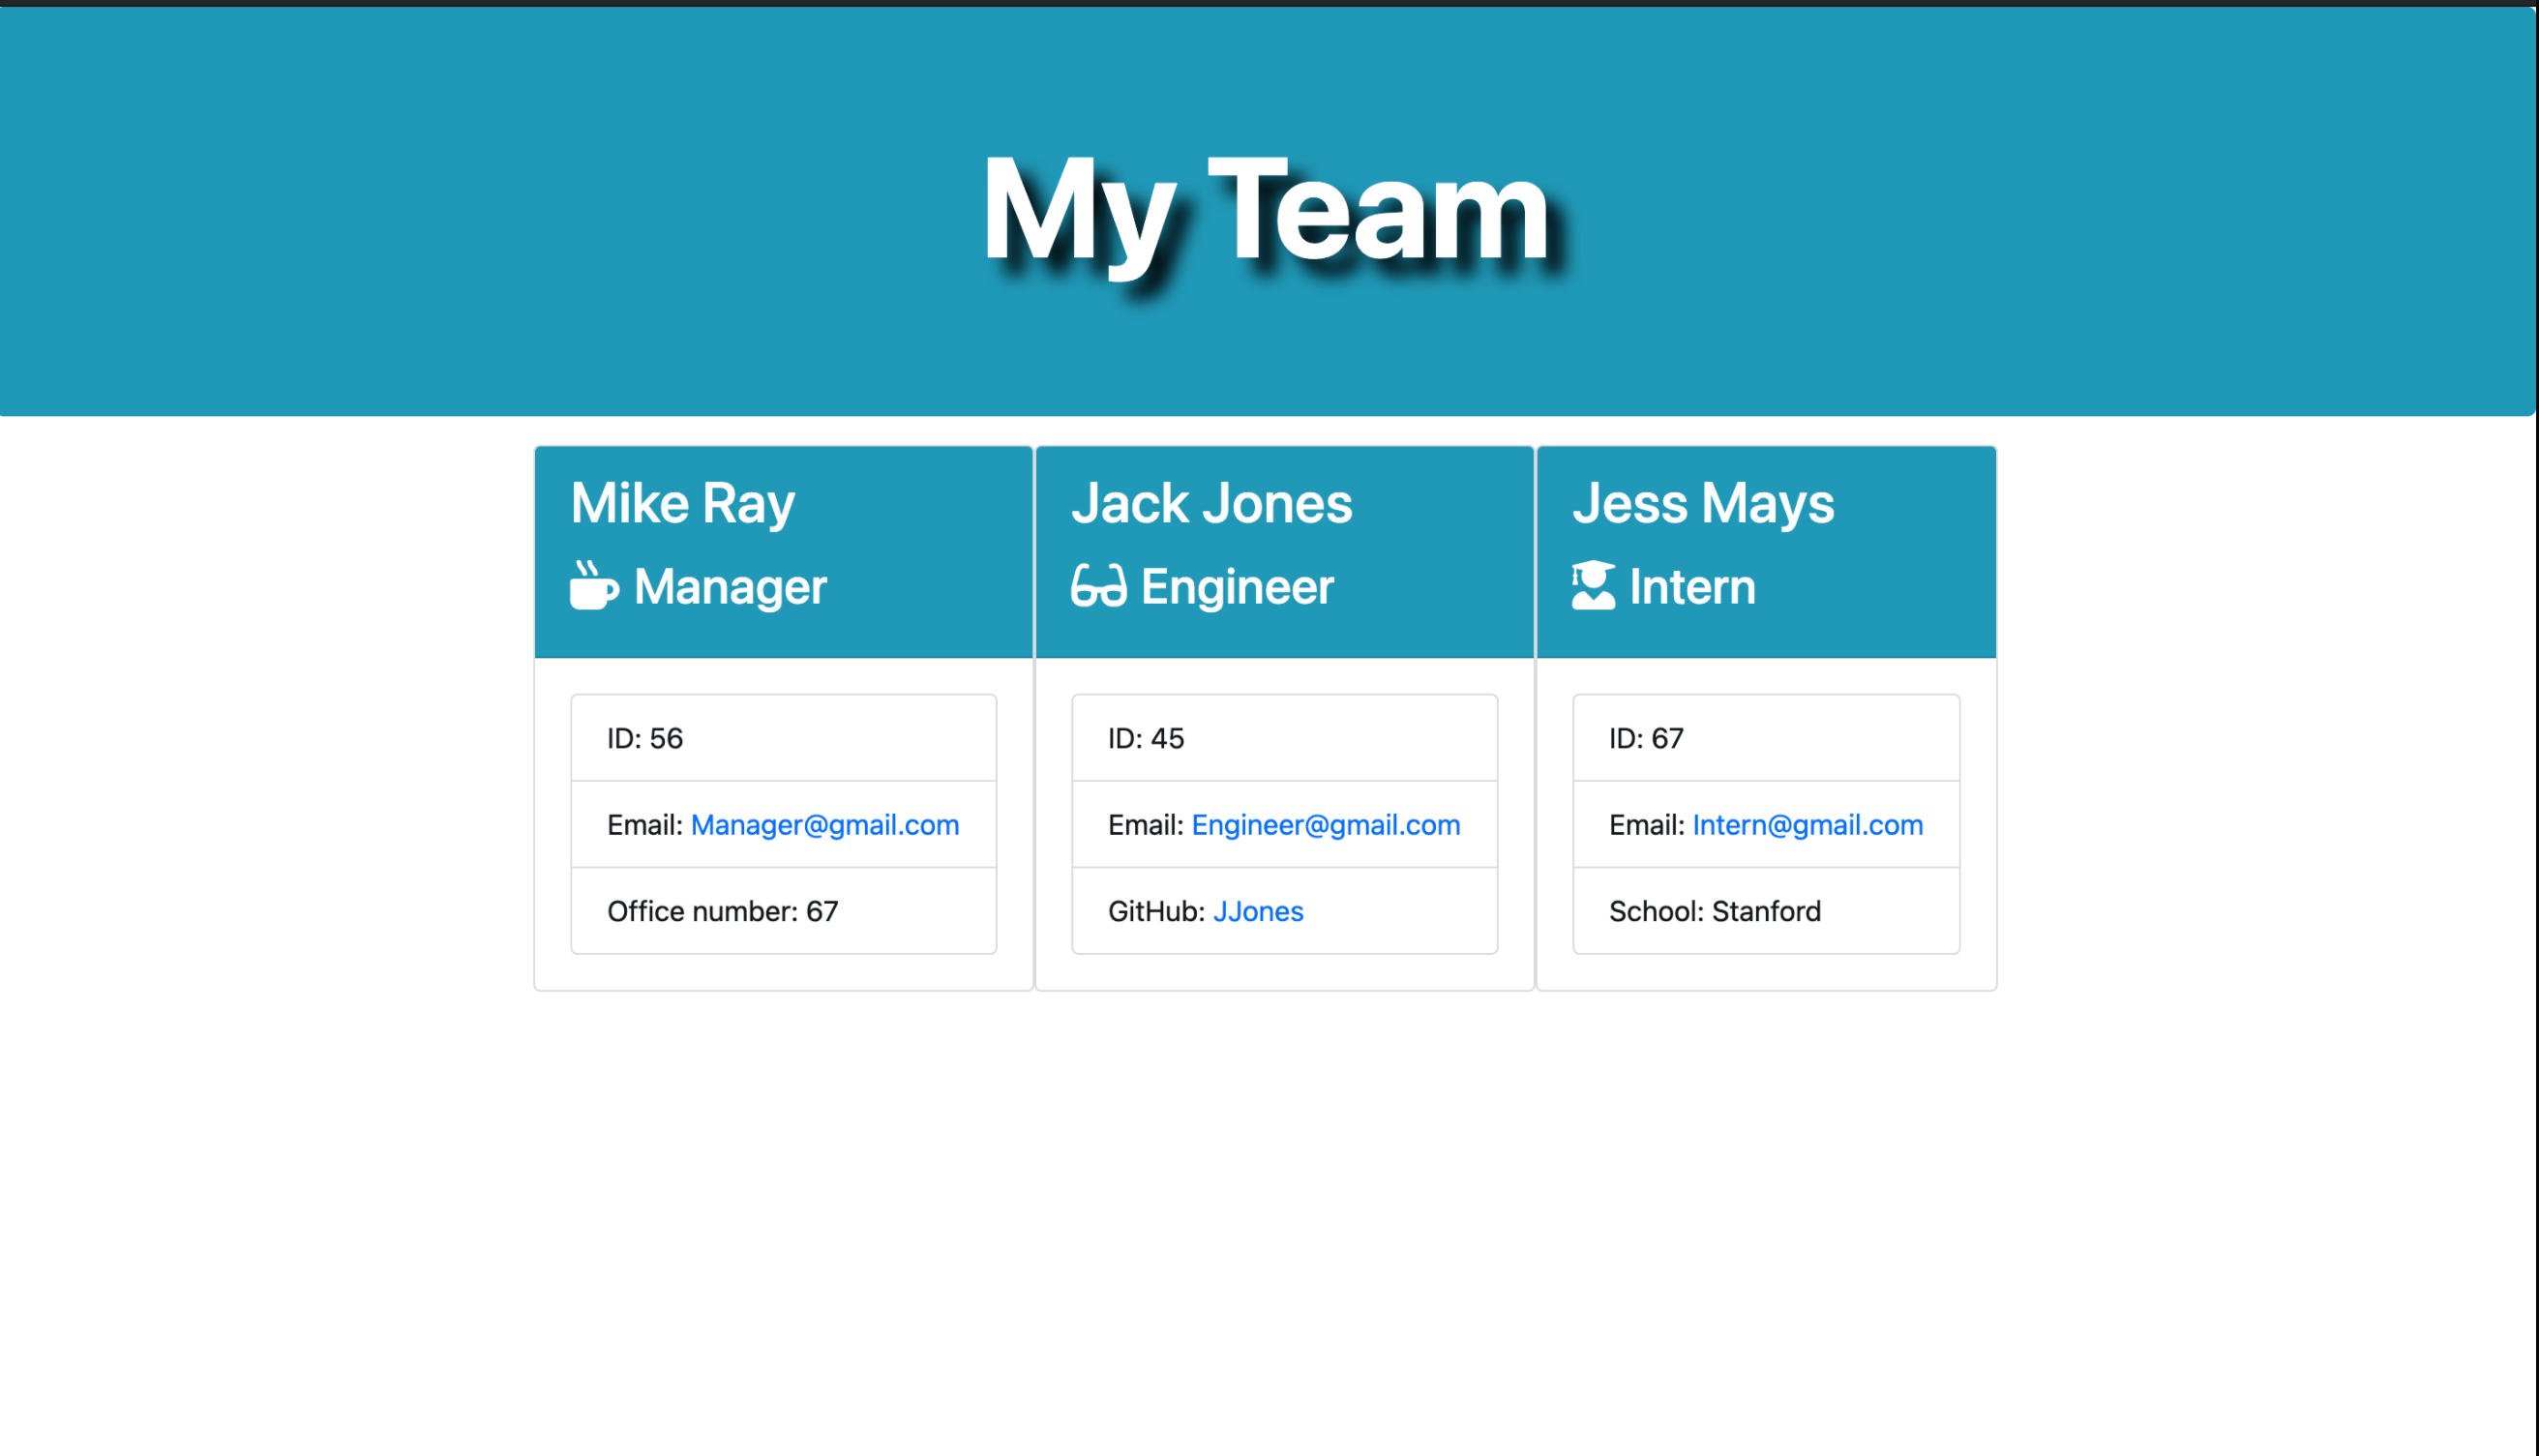 My Team
Mike Ray
Manager
ID: 56
Email: Manager@gmail.com
Office number: 67
Jack Jones
Engineer
ID: 45
Email: Engineer@gmail.com
GitHub: JJones
Jess Mays
Intern
ID: 67
Email: Intern@gmail.com
School: Stanford